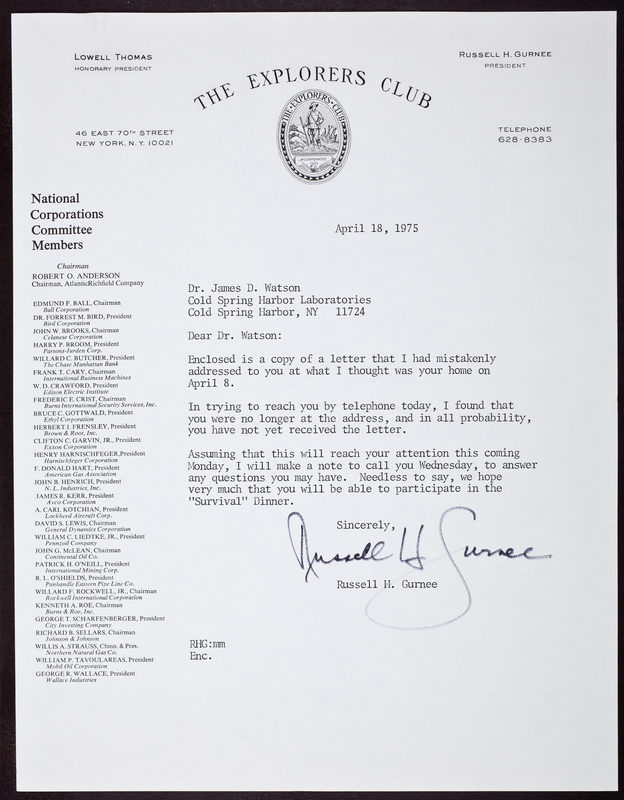 LOWELL THOMAS
HONORARY PRESIDENT
RUSSELL H. GURNEE
PRESIDENT
THE EXPLORERS CLUB
THE EXPLORERS CLUB
46 EAST 70TH STREET
NEW YORK, N. Y. 10021
TELEPHONE
628-8383
National
Corporations
Committee
Members
Chairman
ROBERT O. ANDERSON
Chairman, AtlanticRichfield Company
EDMUND F. BALL, Chairman
Ball Corporation
DR. FORREST M. BIRD, President
Bird Corporation
JOHN W. BROOKS, Chairman
Celanese Corporation
HARRY P. BROOM, President
Parsons-Jurden Corp.
WILLARD C. BUTCHER, President
The Chase Manhattan Bank
FRANK T. CARY, Chairman
International Business Machines
W. D. CRAWFORD, President
Edison Electric Institute
FREDERIC E. CRIST, Chairman
Burns International Security Services, Inc.
BRUCE C. GOTTWALD, President
Ethyl Corporation
HERBERT J. FRENSLEY, President
Brown & Root, Inc.
CLIFTON C. GARVIN, JR., President
Exxon Corporation
HENRY HARNISCHFEGER,President
Harnischfeger Corporation
F. DONALD HART, President
American Gas Association
JOHN B. HENRICH, President
N. L. Industries, Inc.
JAMES R. KERR, President
Avco Corporation
A. CARL KOTCHIAN, President
Lockheed Aircraft Corp.
DAVID S. LEWIS, Chairman
General Dynamics Corporation
WILLIAM C. LIEDTKE, JR., President
Pennzoil Company
JOHN G. McLEAN, Chairman
Continental Oil Co.
PATRICK H. O'NEILL, President
International Mining Corp.
R. L. O'SHIELDS, President
Panhandle Eastern Pipe Line Co.
WILLARD F. ROCKWELL, JR., Chairman
Rockwell International Corporation
KENNETH A. ROE, Chairman
Burns & Roe, Inc.
GEORGE T. SCHARFENBERGER, President
City Investing Company
RICHARD B. SELLARS, Chairman
Johnson & Johnson
WILLIS A. STRAUSS, Chmn. & Pres.
Northern Natural Gas Co.
WILLIAM P. TAVOULAREAS, President
Mobil Oil Corporation
GEORGE R. WALLACE, President
Wallace Industries
April 18, 1975
Dr. James D. Watson
Cold Spring Harbor Laboratories
Cold Spring Harbor, NY 11724
Dear Dr. Watson:
Enclosed is a copy of a letter that I had mistakenly
addressed to you at what I thought was your home on
April 8.
In trying to reach you by telephone today, I found that
you were no longer at the address, and in all probability,
you have not yet received the letter.
Assuming that this will reach your attention this coming
Monday, I will make a note to call you Wednesday, to answer
any questions you may have. Needless to say, we hope
very much that you will be able to participate in the
"Survival" Dinner.
Sincerely,
Russell H Gurnee
Russell H. Gurnee
RHG:mm
Enc.